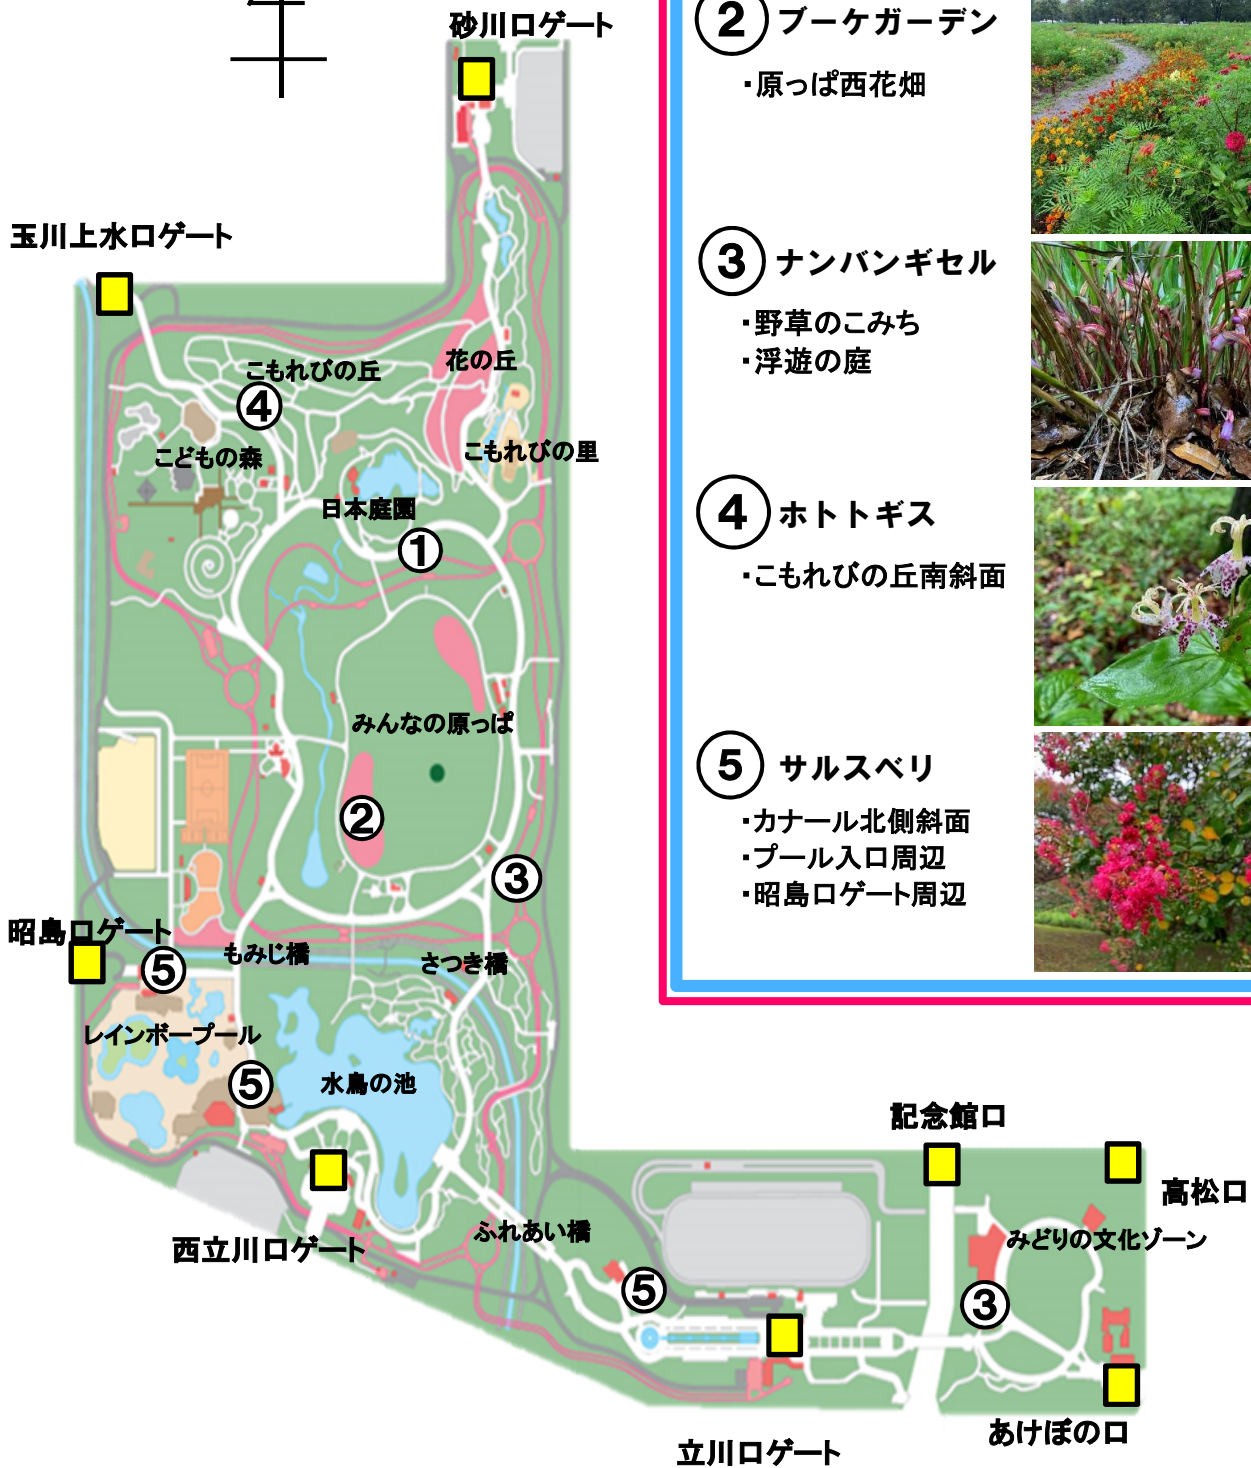 砂川口ゲート
② ブーケガーデン
・原っぱ西花畑
玉川上水口ゲート
③ ナンバンギセル
・野草のこみち
・浮遊の庭
こもれびの丘
花の丘
④
こどもの森
こもれびの里
日本庭園
①
④ ホトトギス
・こもれびの丘南斜面
みんなの原っぱ
②
③
⑤ サルスベリ
・カナール北側斜面
・プール入口周辺
・昭島口ゲート周辺
昭島口ゲート
⑤
もみじ橋
さつき橋
レインボープール
⑤
水鳥の池
記念館口
高松口
西立川口ゲート
ふれあい橋
みどりの文化ゾーン
⑤
③
あけぼの口
立川口ゲート